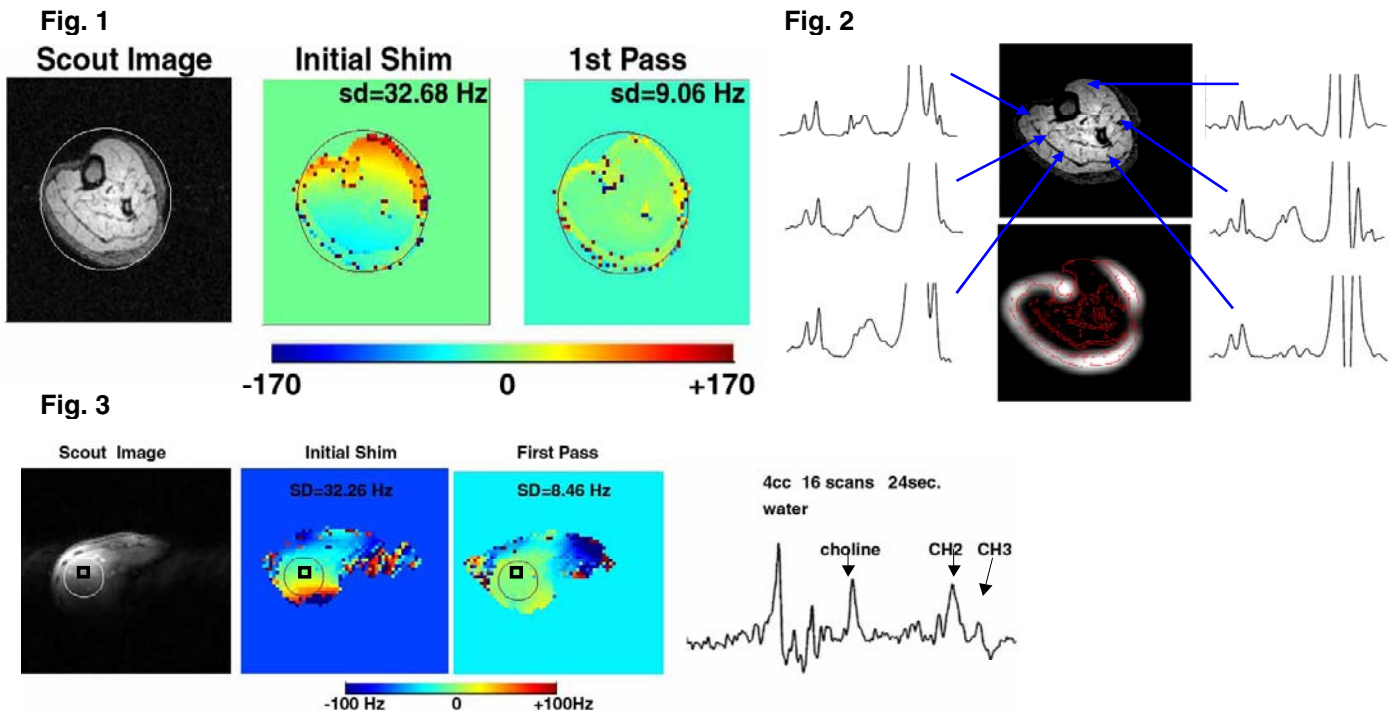 Fig. 1
Scout Image
Initial Shim
sd=32.68 Hz
1st Pass
sd=9.06 Hz
-170
0
+170
Fig. 2
Fig. 3
Scout Image
Initial Shim
SD=32.26 Hz
First Pass
SD=8.46 Hz
-100 Hz
0
+100Hz
4cc 16 scans 24sec.
water
choline
CH2
CH3